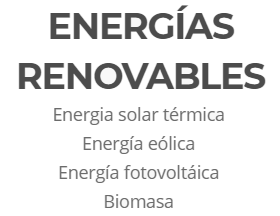 ENERGÍAS
RENOVABLES
Energia solar térmica
Energía eólica
Energía fotovoltáica
Biomasa